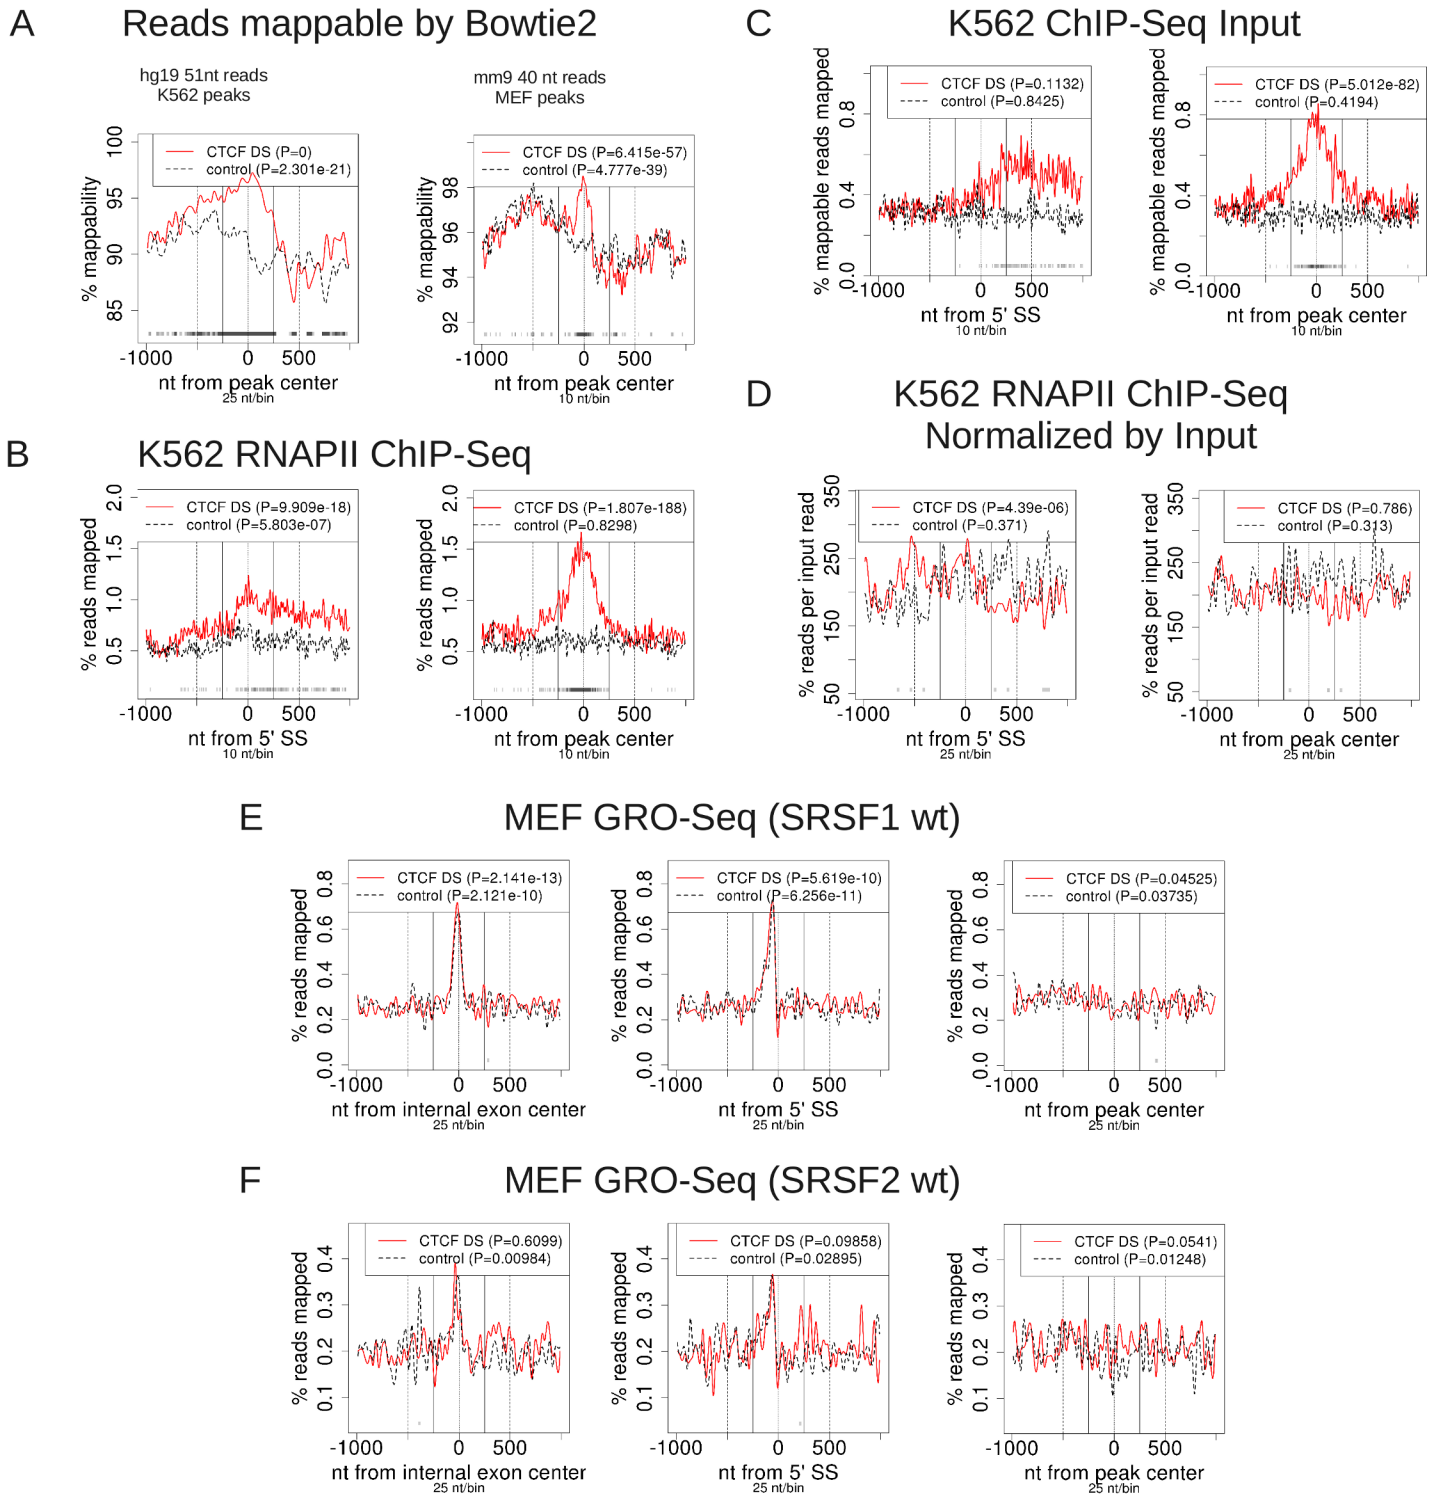 A
Reads mappable by Bowtie2
hg19 51nt reads
K562 peaks
% mappability
100
95
90
85
CTCF DS (P=0)
control (P=2.301e-21)
-1000
0
500
nt from peak center
25 nt/bin
mm9 40 nt reads
MEF peaks
% mappability
98
96
94
92
CTCF DS (P=6.415e-57)
control (P=4.777e-39)
-1000
0
500
nt from peak center
10 nt/bin
B
K562 RNAPII ChIP-Seq
% reads mapped
2.0
1.5
1.0
0.5
CTCF DS (P=9.909e-18)
control (P=5.803e-07)
-1000
0
500
nt from 5' SS
10 nt/bin
% reads mapped
2.0
1.5
1.0
0.5
CTCF DS (P=1.807e-188)
control (P=0.8298)
-1000
0
500
nt from peak center
10 nt/bin
C
K562 ChIP-Seq Input
% mappable reads mapped
0.8
0.4
0.0
CTCF DS (P=0.1132)
control (P=0.8425)
-1000
0
500
nt from 5' SS
10 nt/bin
% mappable reads mapped
0.8
0.4
0.0
CTCF DS (P=5.012e-82)
control (P=0.4194)
-1000
0
500
nt from peak center
10 nt/bin
D
K562 RNAPII ChIP-Seq
Normalized by Input
% reads per input read
350
250
150
50
CTCF DS (P=4.39e-06)
control (P=0.371)
-1000
0
500
nt from 5' SS
25 nt/bin
% reads per input read
350
250
150
50
CTCF DS (P=0.786)
control (P=0.313)
-1000
0
500
nt from peak center
25 nt/bin
E
MEF GRO-Seq (SRSF1 wt)
% reads mapped
0.8
0.6
0.4
0.2
0.0
CTCF DS (P=2.141e-13)
control (P=2.121e-10)
-1000
0
500
nt from internal exon center
25 nt/bin
% reads mapped
0.8
0.6
0.4
0.2
0.0
CTCF DS (P=5.619e-10)
control (P=6.256e-11)
-1000
0
500
nt from 5' SS
25 nt/bin
% reads mapped
0.8
0.6
0.4
0.2
0.0
CTCF DS (P=0.04525)
control (P=0.03735)
-1000
0
500
nt from peak center
25 nt/bin
F
MEF GRO-Seq (SRSF2 wt)
% reads mapped
0.4
0.3
0.2
0.1
CTCF DS (P=0.6099)
control (P=0.00984)
-1000
0
500
nt from internal exon center
25 nt/bin
% reads mapped
0.4
0.3
0.2
0.1
CTCF DS (P=0.09858)
control (P=0.02895)
-1000
0
500
nt from 5' SS
25 nt/bin
% reads mapped
0.4
0.3
0.2
0.1
CTCF DS (P=0.0541)
control (P=0.01248)
-1000
0
500
nt from peak center
25 nt/bin